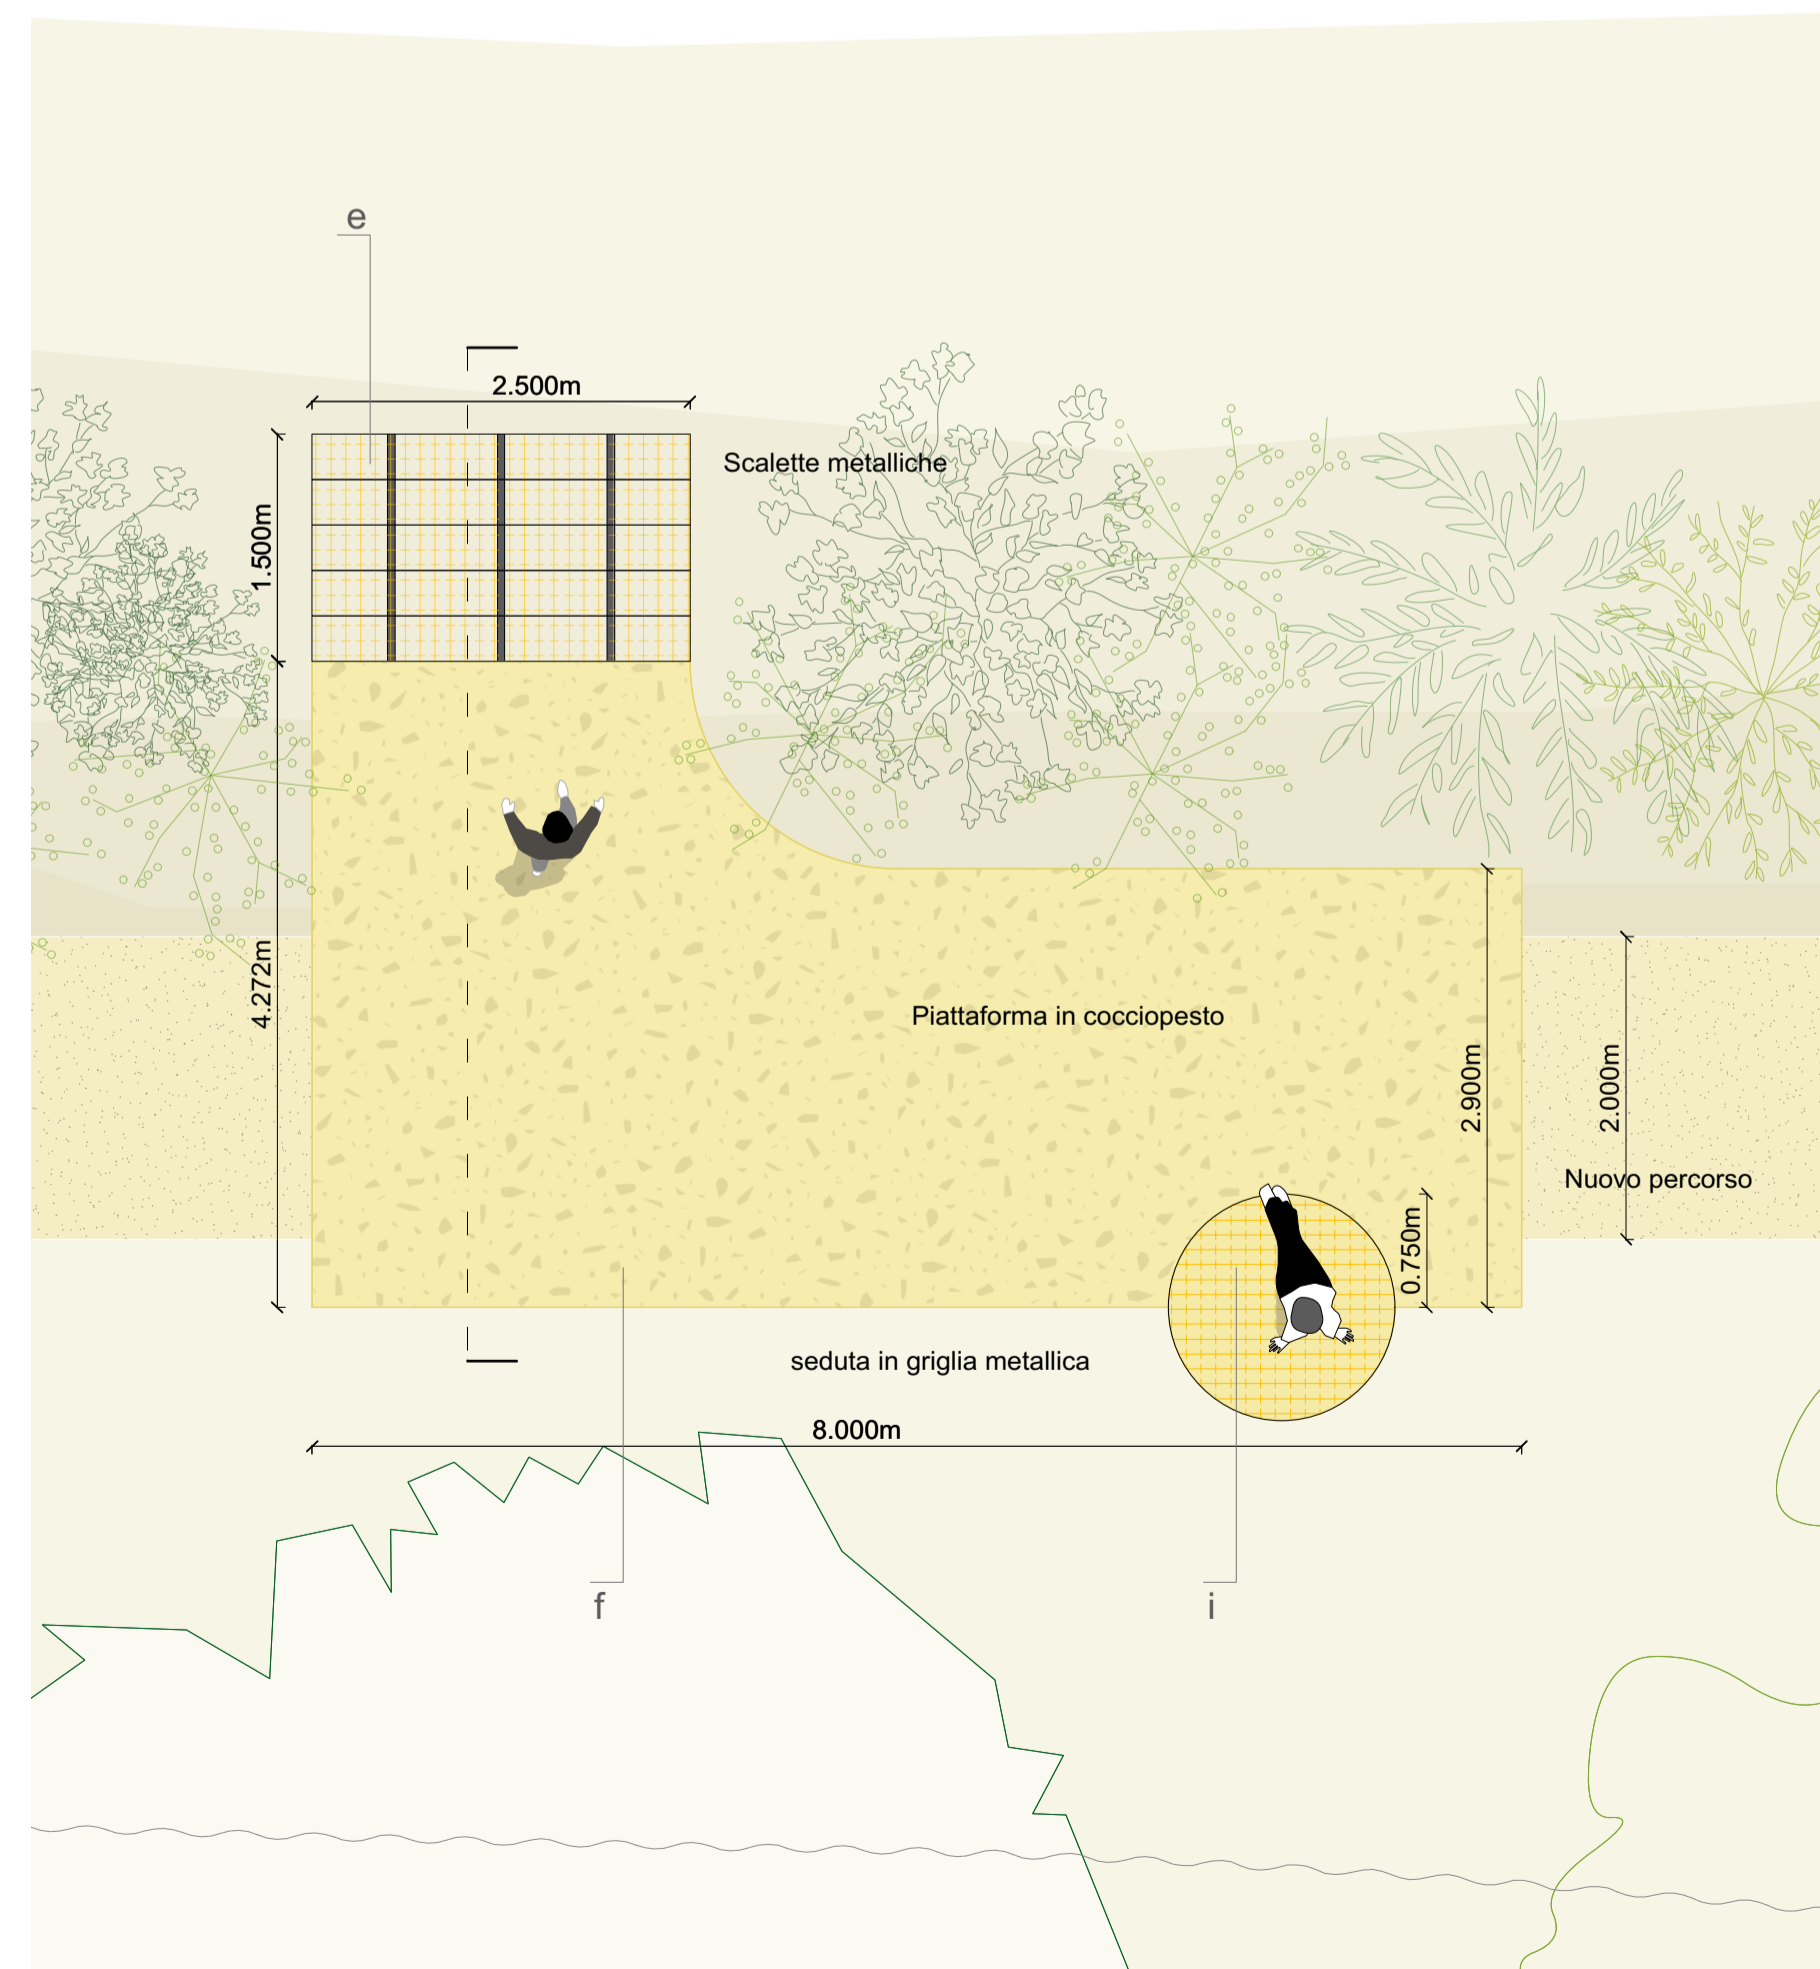 e
2.500m
Scalette metalliche
1.500m
4.272m
Piattaforma in cocciopesto
2.900m
2.000m
Nuovo percorso
0.750m
seduta in griglia metallica
8.000m
f
i